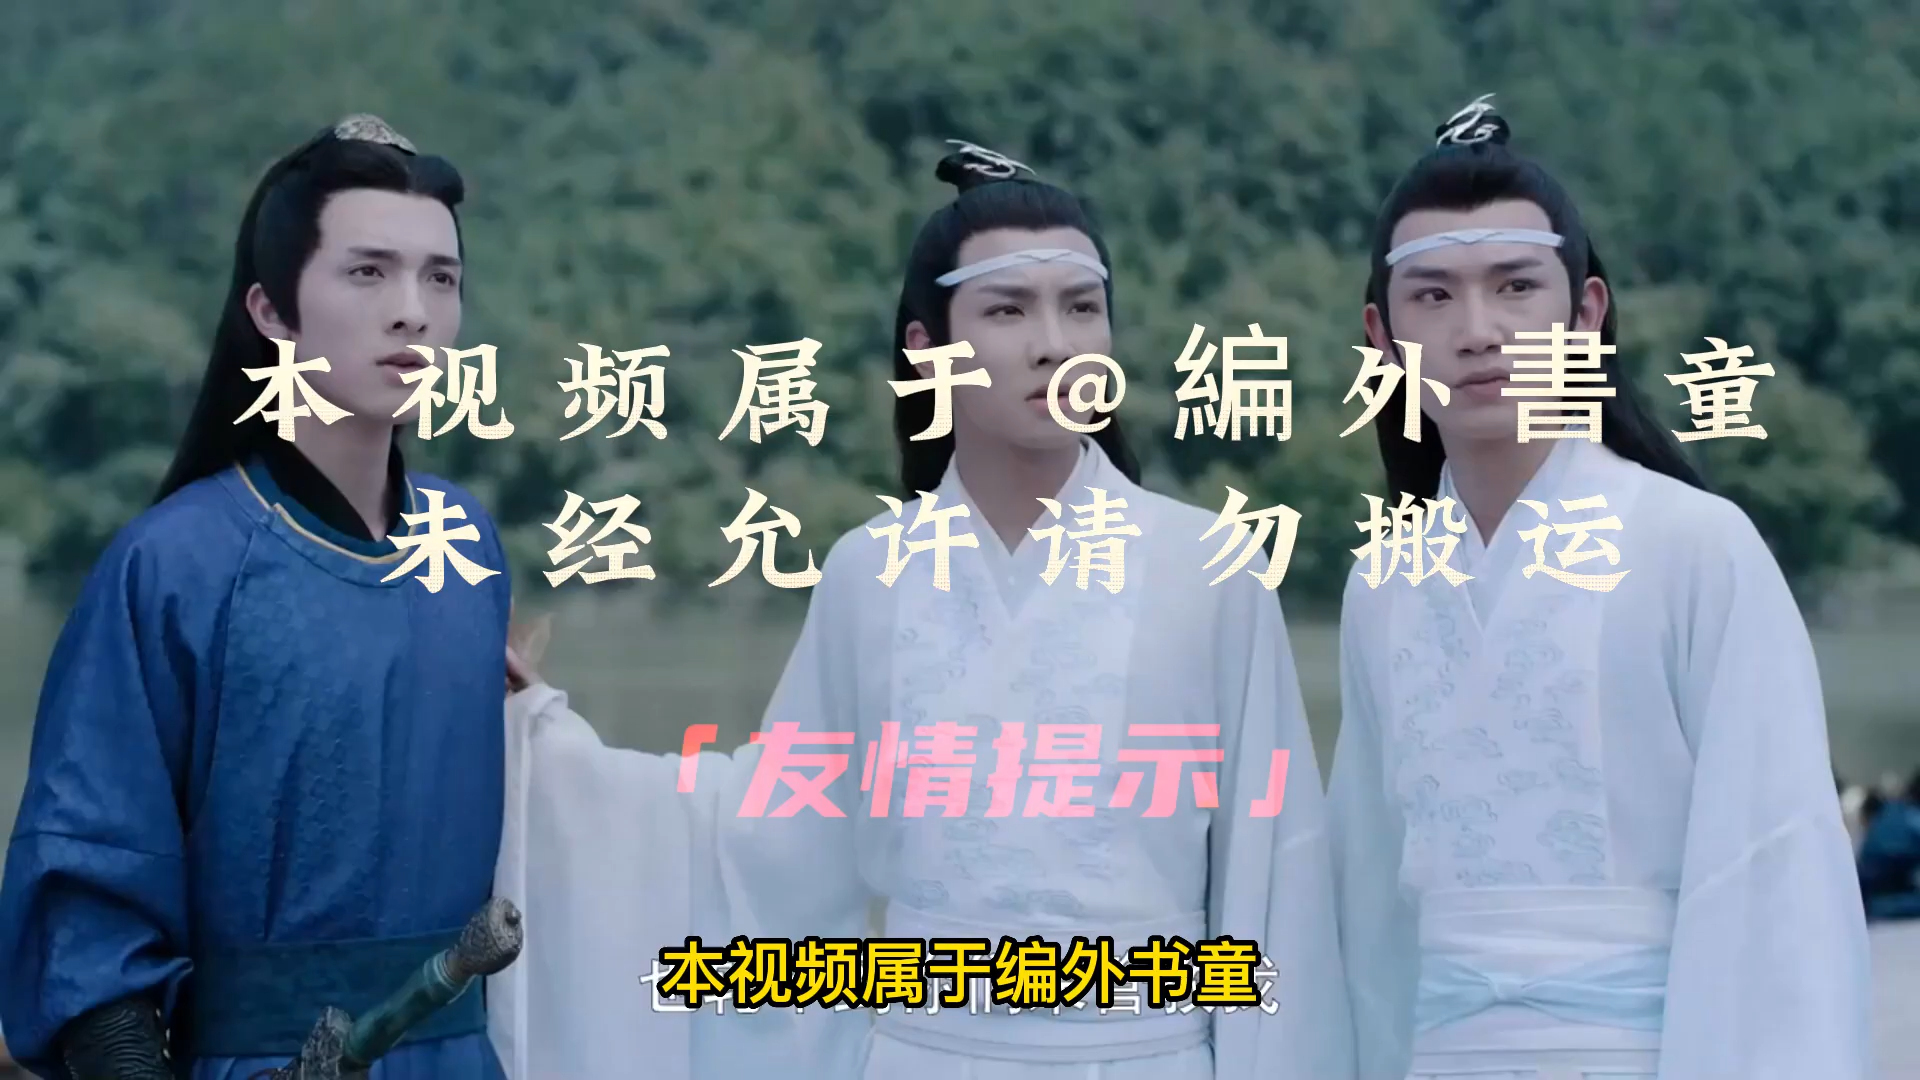 本视频属于@編外書童
未经允许请勿搬运
「友情提示」
本视频属于编外书童